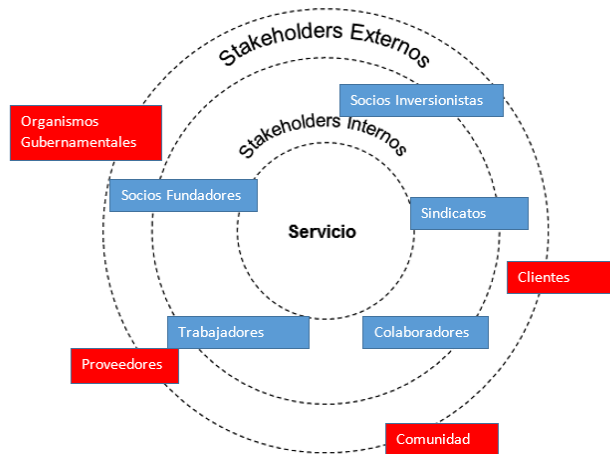 Stakeholders Externos
Socios Inversionistas
Organismos
Gubernamentales
Stakeholders Internos
Socios Fundadores
Sindicatos
Servicio
Clientes
Trabajadores
Colaboradores
Proveedores
Comunidad